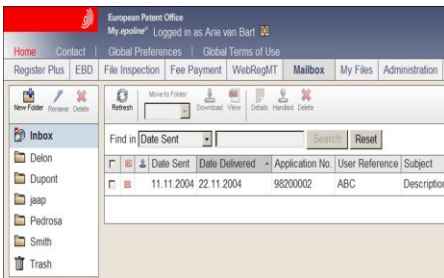 European Patent Office
My.epoline® Logged in as Arie van Bart
Home Contact Global Preferences Global Terms of Use
Register Plus EBD File Inspection Fee Payment WebRegMT Mailbox My Files Administration
New Folder Rename Delete Refresh Move to Folder: Download View Details Handled Delete
Inbox
Find in Date Sent Search Reset
Delon
Date Sent Date Delivered Application No. User Reference Subject
Dupont
11.11.2004 22.11.2004 98200002 ABC Description
jaap
Pedrosa
Smith
Trash